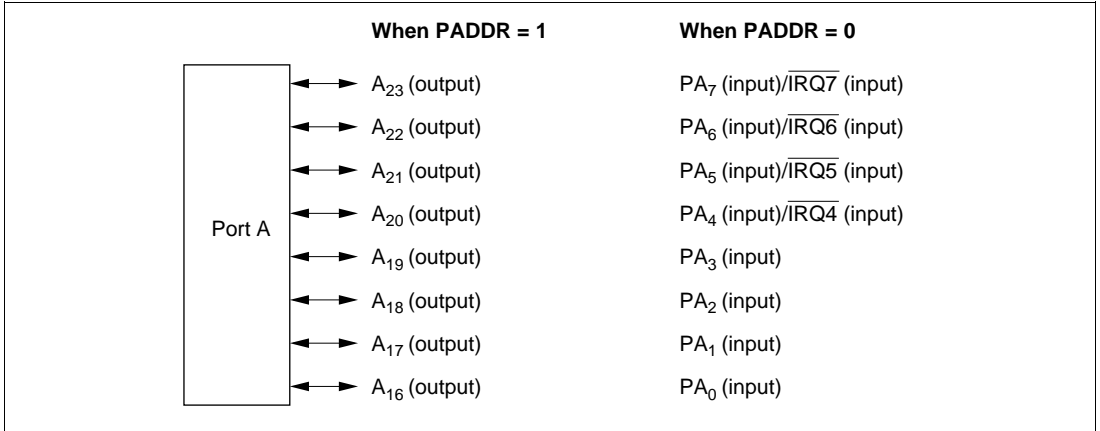 When PADDR = 1 When PADDR = 0
A23 (output) PA7 (input)/IRQ7 (input)
A22 (output) PA6 (input)/IRQ6 (input)
A21 (output) PA5 (input)/IRQ5 (input)
A20 (output) PA4 (input)/IRQ4 (input)
Port A
A19 (output) PA3 (input)
A18 (output) PA2 (input)
A17 (output) PA1 (input)
A16 (output) PA0 (input)